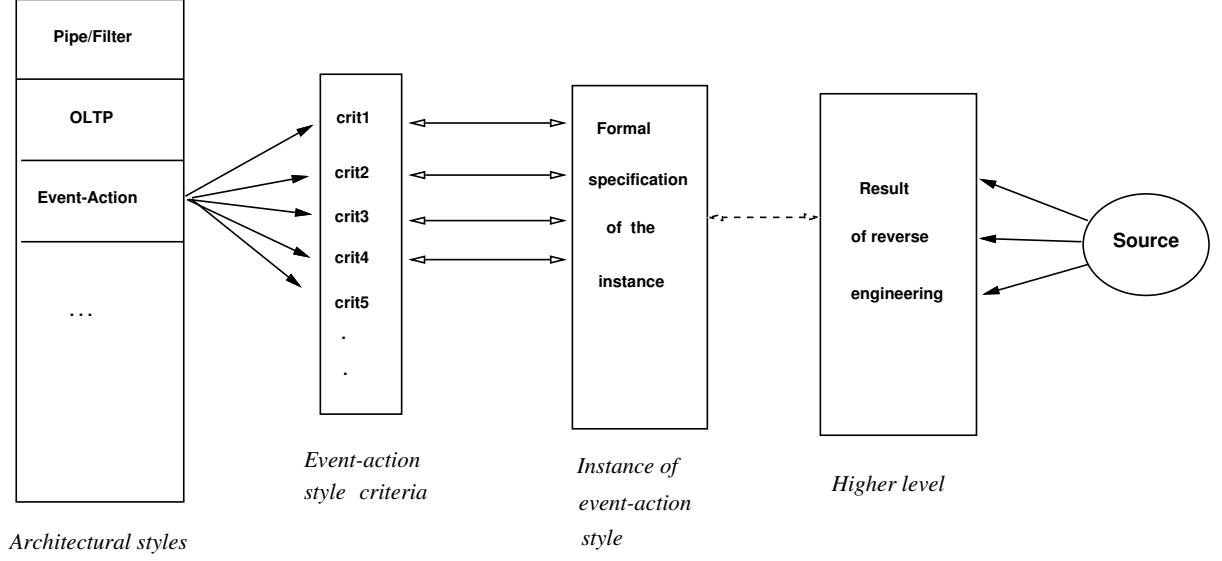 Pipe/Filter
OLTP
Event-Action
...
Architectural styles
crit1
crit2
crit3
crit4
crit5
.
.
Event-action
style criteria
Formal
specification
of the
instance
Instance of
event-action
style
Result
of reverse
engineering
Higher level
Source